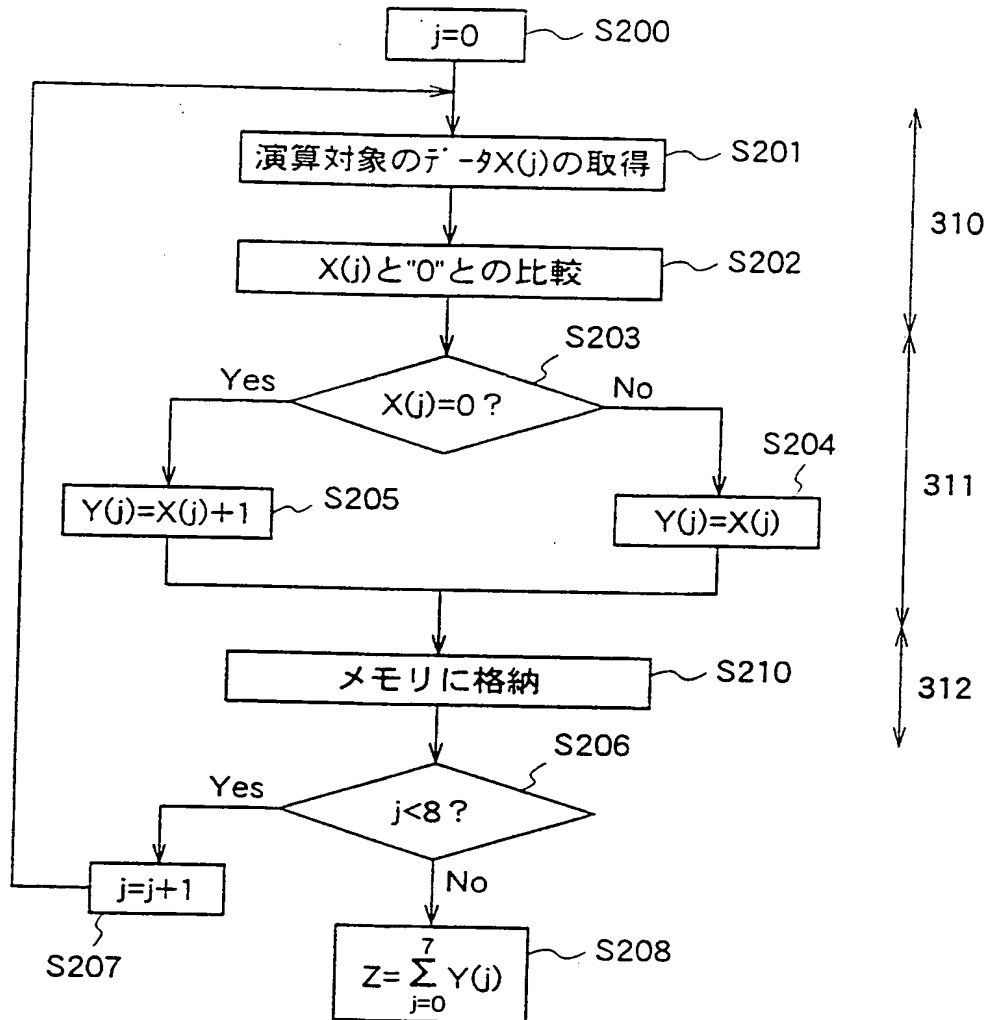 j=0
S200
演算対象のデータX(j)の取得
S201
310
X(j)と"0"との比較
S202
S203
Yes
X(j)=0?
No
S204
Y(j)=X(j)+1
S205
Y(j)=X(j)
311
メモリに格納
S210
312
S206
Yes
j<8?
j=j+1
No
S207
Z=∑Y(j)
7
j=0
S208